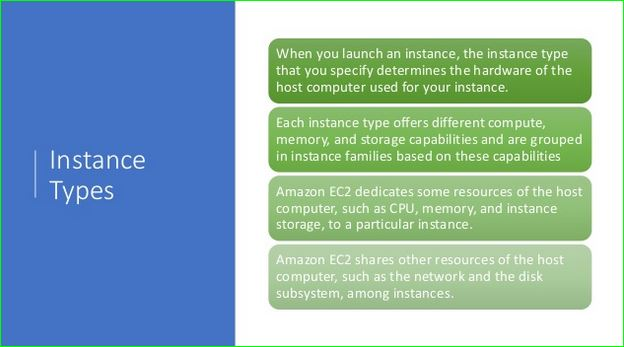 Instance
Types
When you launch an instance, the instance type
that you specify determines the hardware of the
host computer used for your instance.
Each instance type offers different compute,
memory, and storage capabilities and are grouped
in instance families based on these capabilities
Amazon EC2 dedicates some resources of the host
computer, such as CPU, memory, and instance
storage, to a particular instance.
Amazon EC2 shares other resources of the host
computer, such as the network and the disk
subsystem, among instances.